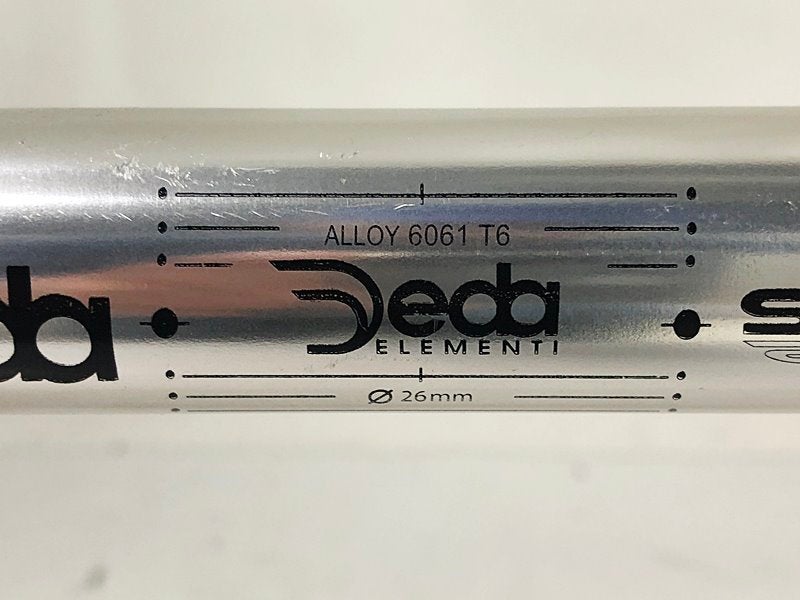 ALLOY 6061 T6
Deda
ELEMENTI
Ø 26mm